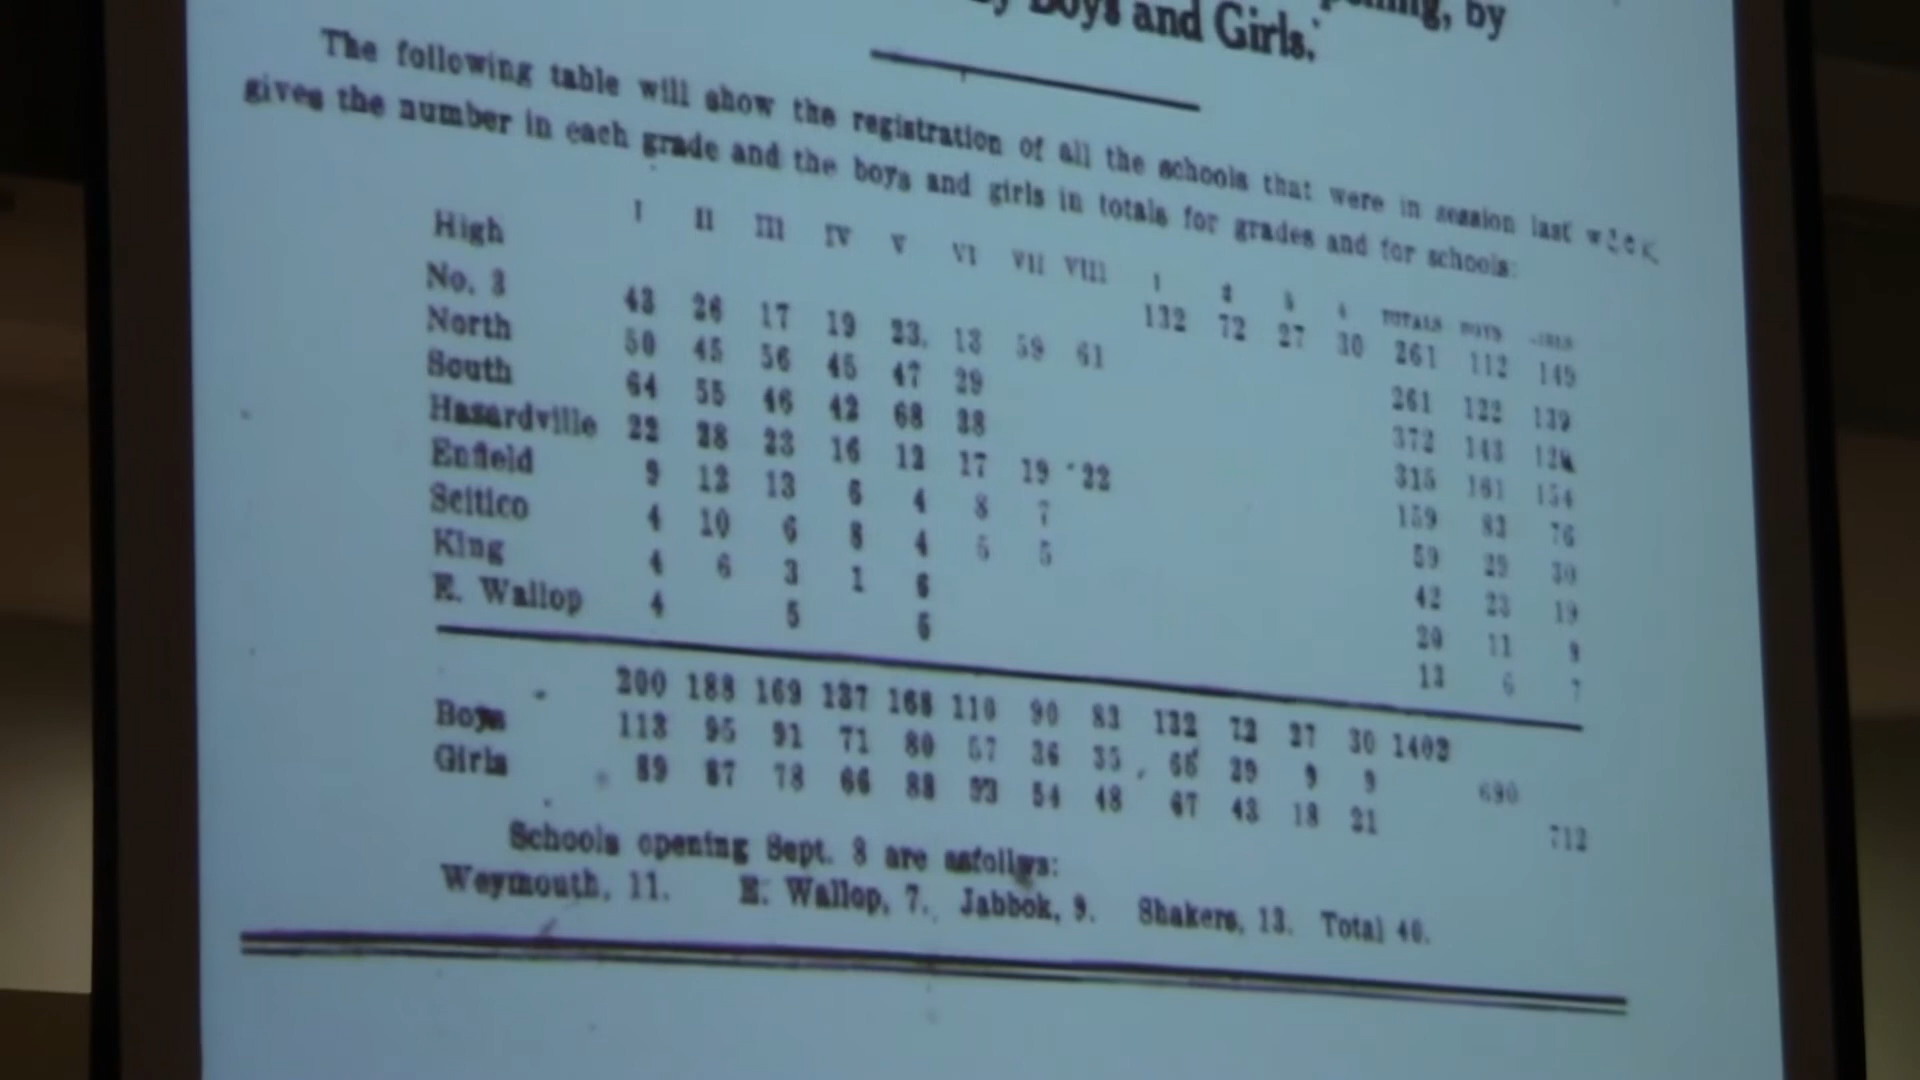 by
by Boys and Girls.
The following table will show the registration of all the schools that were in session last week,
gives the number in each grade and the boys and girls in totals for grades and for schools:
I II III IV V VI VII VIII 1 2 3 4 TOTALS BOYS GIRLS
High 132 72 27 30 261 112 149
No. 3 43 26 17 19 23. 13 59 61 261 122 139
North 50 45 56 45 47 29 372 143 129
South 64 55 46 42 68 38 315 161 154
Hazardville 22 28 23 16 12 17 19 22 159 83 76
Enfield 9 12 13 6 4 8 7 59 29 30
Scitico 4 10 6 8 4 5 5 42 23 19
King 4 6 3 1 6 20 11 9
E. Wallop 4 5 5 13 6 7
200 188 169 137 168 110 90 83 132 72 27 30 1402
Boys 113 95 91 71 80 57 36 35 66 29 9 9 690
Girls 89 87 78 66 88 93 54 48 67 43 18 21 712
Schools opening Sept. 8 are asfollws:
Weymouth, 11. E. Wallop, 7. Jabbok, 9. Shakers, 13. Total 40.